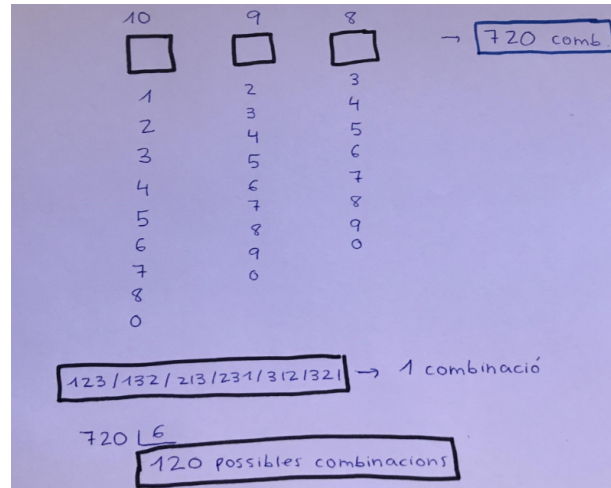 10 9 8
→ 720 comb.
1 2 3
2 3 4
3 4 5
4 5 6
5 6 7
6 7 8
7 8 9
8 9 0
0 0
123/132/213/231/312/321 → 1 combinació
720 6
120 possibles combinacions